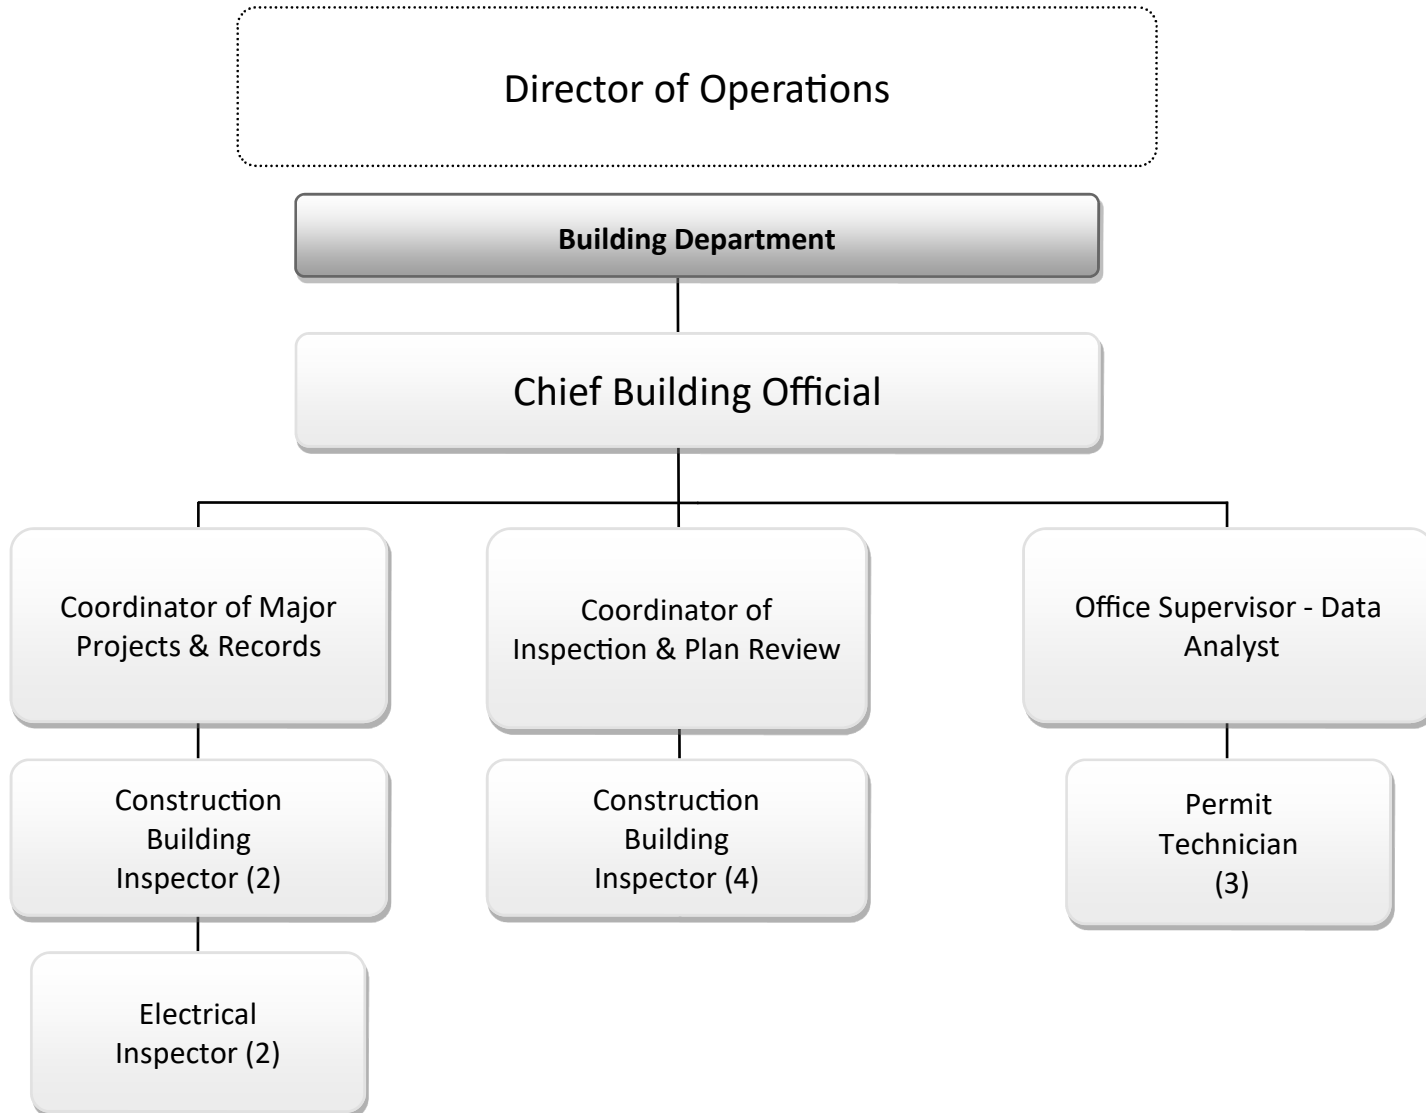 Director of Operations
Building Department
Chief Building Official
Coordinator of Major
Projects & Records
Coordinator of
Inspection & Plan Review
Office Supervisor - Data
Analyst
Construction
Building
Inspector (2)
Construction
Building
Inspector (4)
Permit
Technician
(3)
Electrical
Inspector (2)